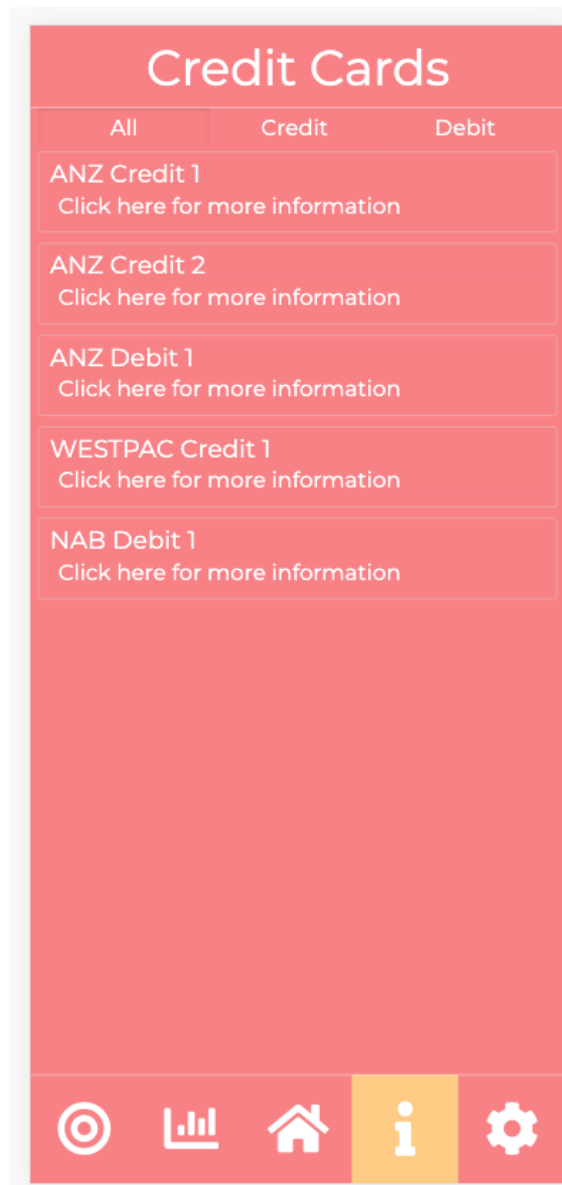 Credit Cards
All Credit Debit
ANZ Credit 1
Click here for more information
ANZ Credit 2
Click here for more information
ANZ Debit 1
Click here for more information
WESTPAC Credit 1
Click here for more information
NAB Debit 1
Click here for more information